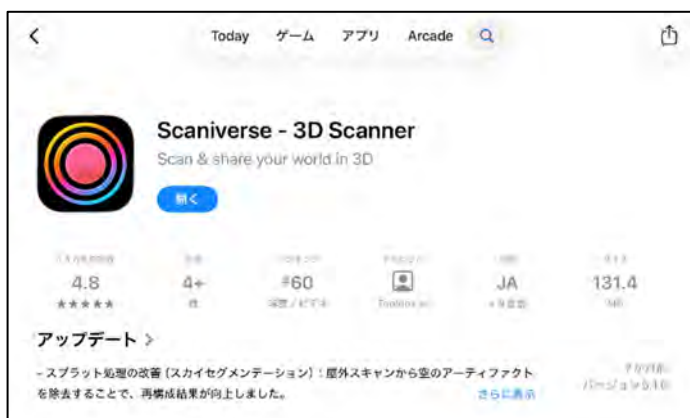 Today ゲーム アプリ Arcade
Scaniverse - 3D Scanner
Scan & share your world in 3D
開く
4.8 4+ #60 JA 131.4
★★★★★ 歳 MB
アップデート >
- スプラット処理の改善(スカイセグメンテーション):屋外スキャンから空のアーティファクト
を除去することで、再構成結果が向上しました。 さらに表示